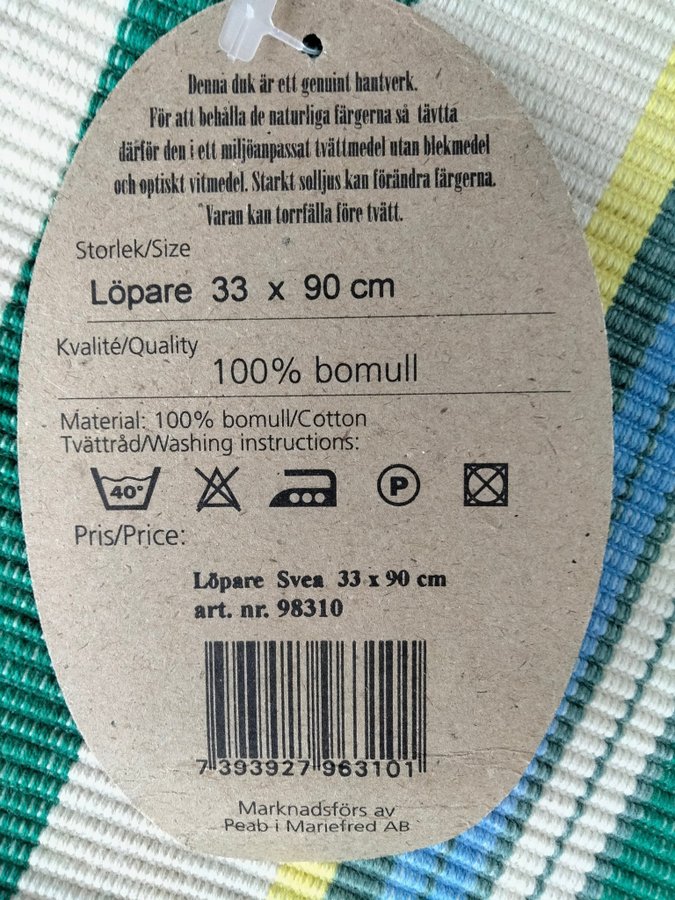 Denna duk är ett genuint hantverk.
För att behålla de naturliga färgerna så tävtta
därför den i ett miljöanpassat tvättmedel utan blekmedel
och optiskt vitmedel. Starkt solljus kan förändra färgerna.
Varan kan torrfälla före tvätt.
Storlek/Size
Löpare 33 x 90 cm
Kvalité/Quality
100% bomull
Material: 100% bomull/Cotton
Tvättråd/Washing instructions:
40° P
Pris/Price:
Löpare Svea 33 x 90 cm
art. nr. 98310
7 393927 963101
Marknadsförs av
Peab i Mariefred AB